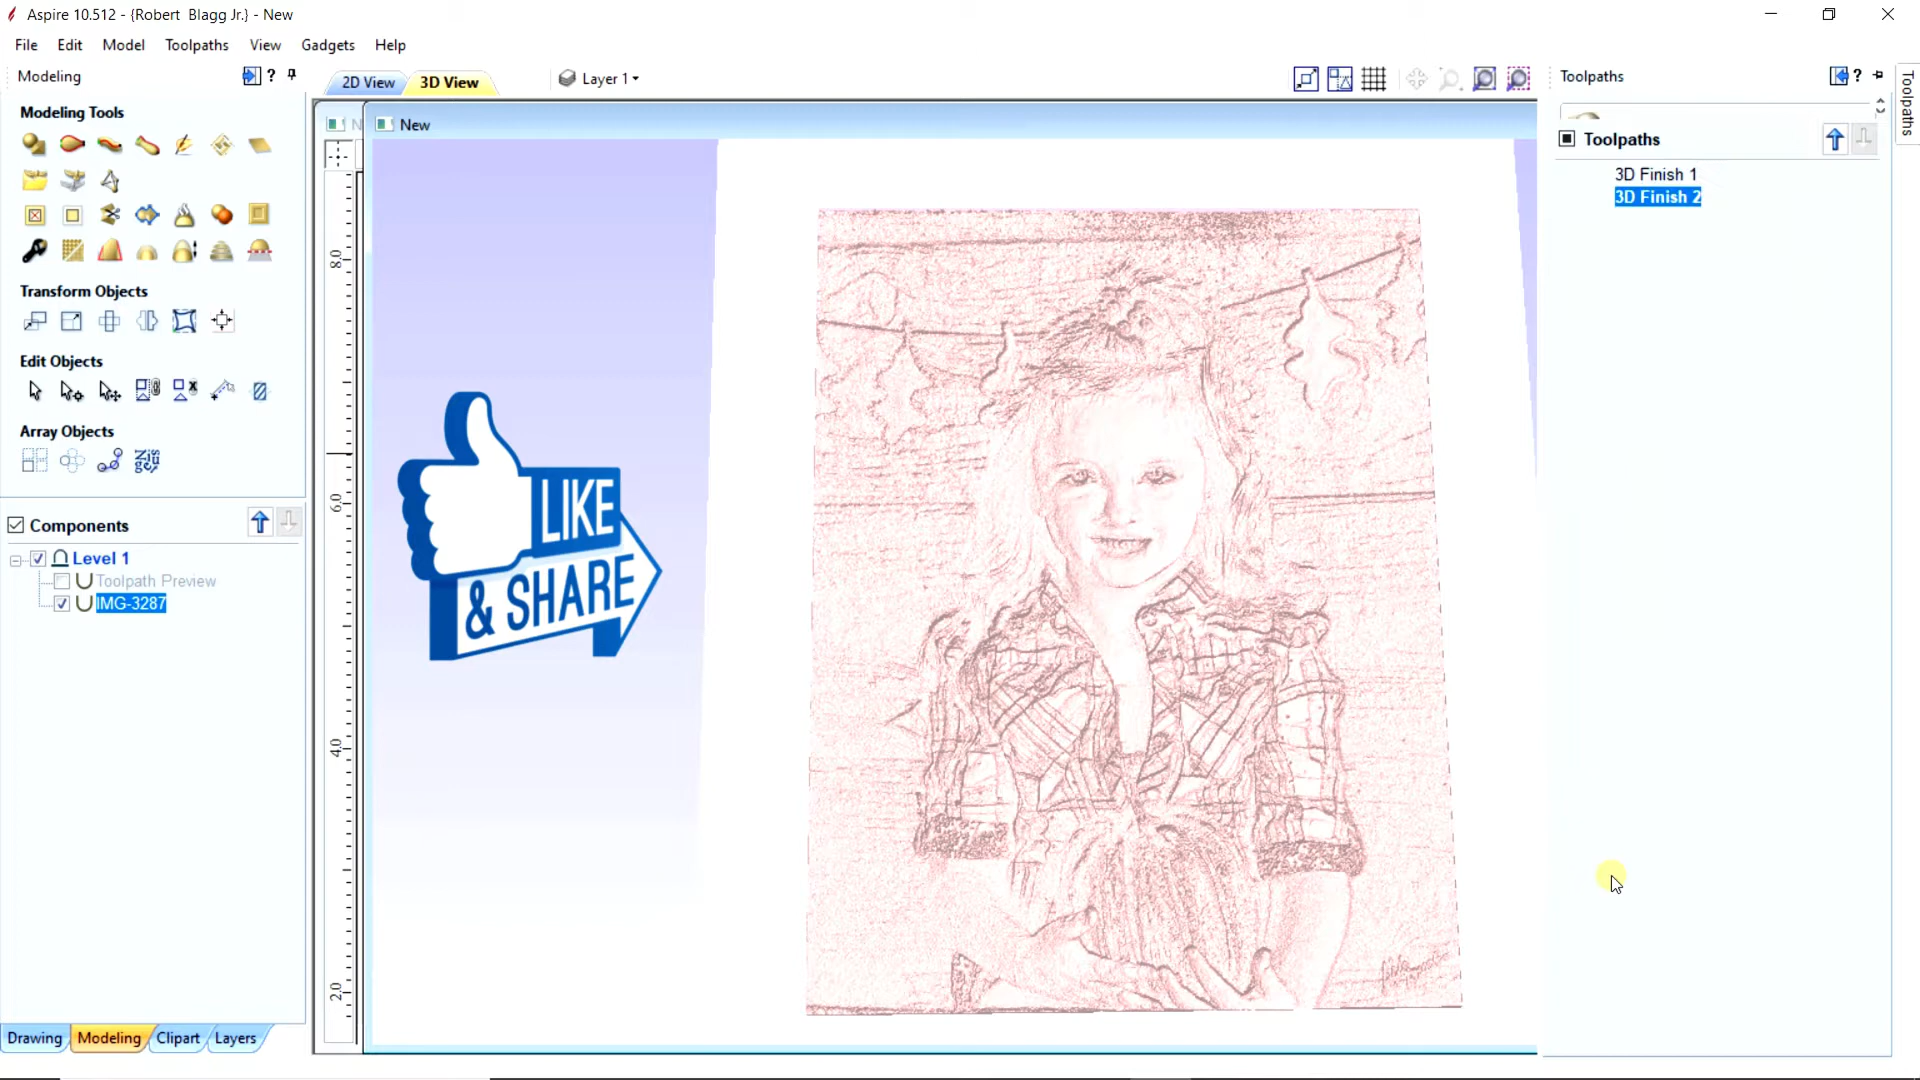 Aspire 10.512 - {Robert Blagg Jr.} - New
File Edit Model Toolpaths View Gadgets Help
Modeling ?
2D View 3D View Layer 1
Toolpaths ?
Toolpaths
Modeling Tools
N New
Toolpaths
3D Finish 1
3D Finish 2
8.0
6.0
4.0
2.0
Transform Objects
Edit Objects
Array Objects
LIKE
& SHARE
Components
Level 1
Toolpath Preview
IMG-3287
Drawing Modeling Clipart Layers